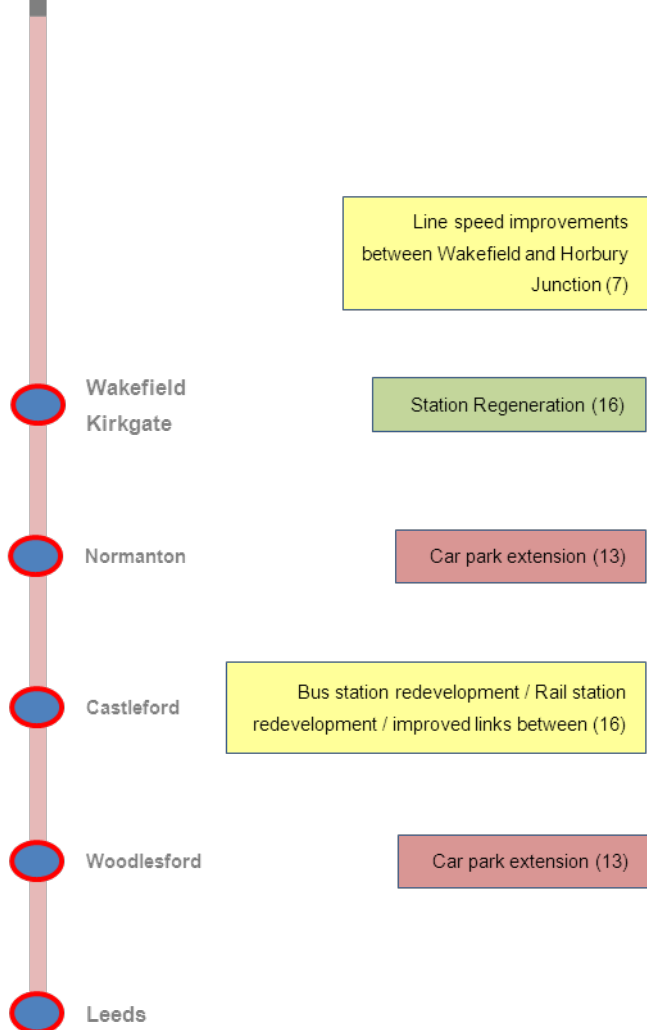 Line speed improvements
between Wakefield and Horbury
Junction (7)
Wakefield
Kirkgate
Station Regeneration (16)
Normanton
Car park extension (13)
Castleford
Bus station redevelopment / Rail station
redevelopment / improved links between (16)
Woodlesford
Car park extension (13)
Leeds